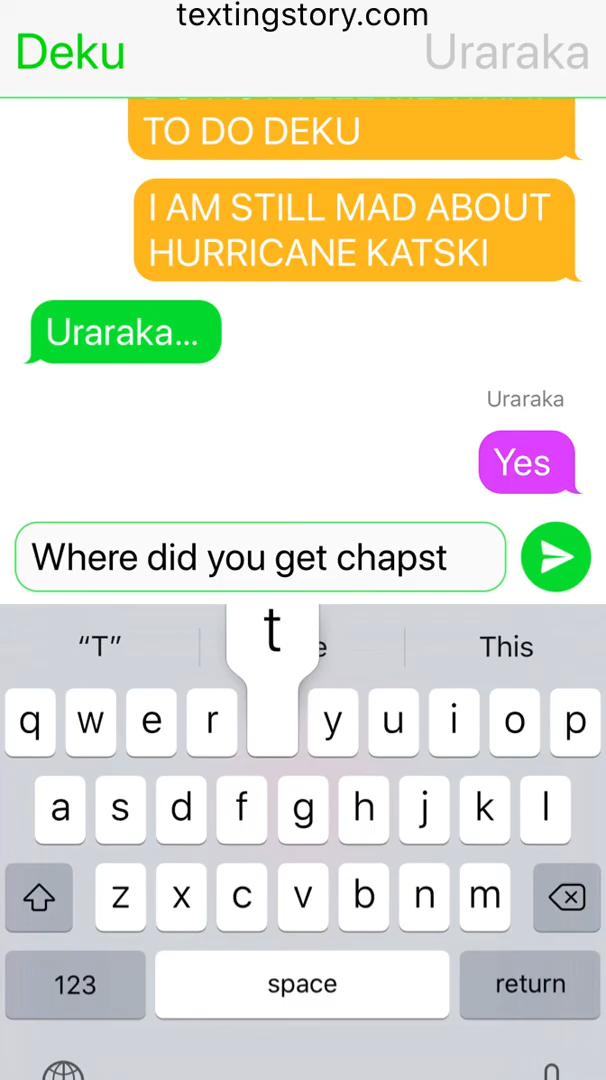 textingstory.com
Deku
Uraraka
TO DO DEKU
I AM STILL MAD ABOUT
HURRICANE KATSKI
Uraraka...
Uraraka
Yes
Where did you get chapst
“T”
This
t
q w e r y u i o p
a s d f g h j k l
z x c v b n m
123 space return